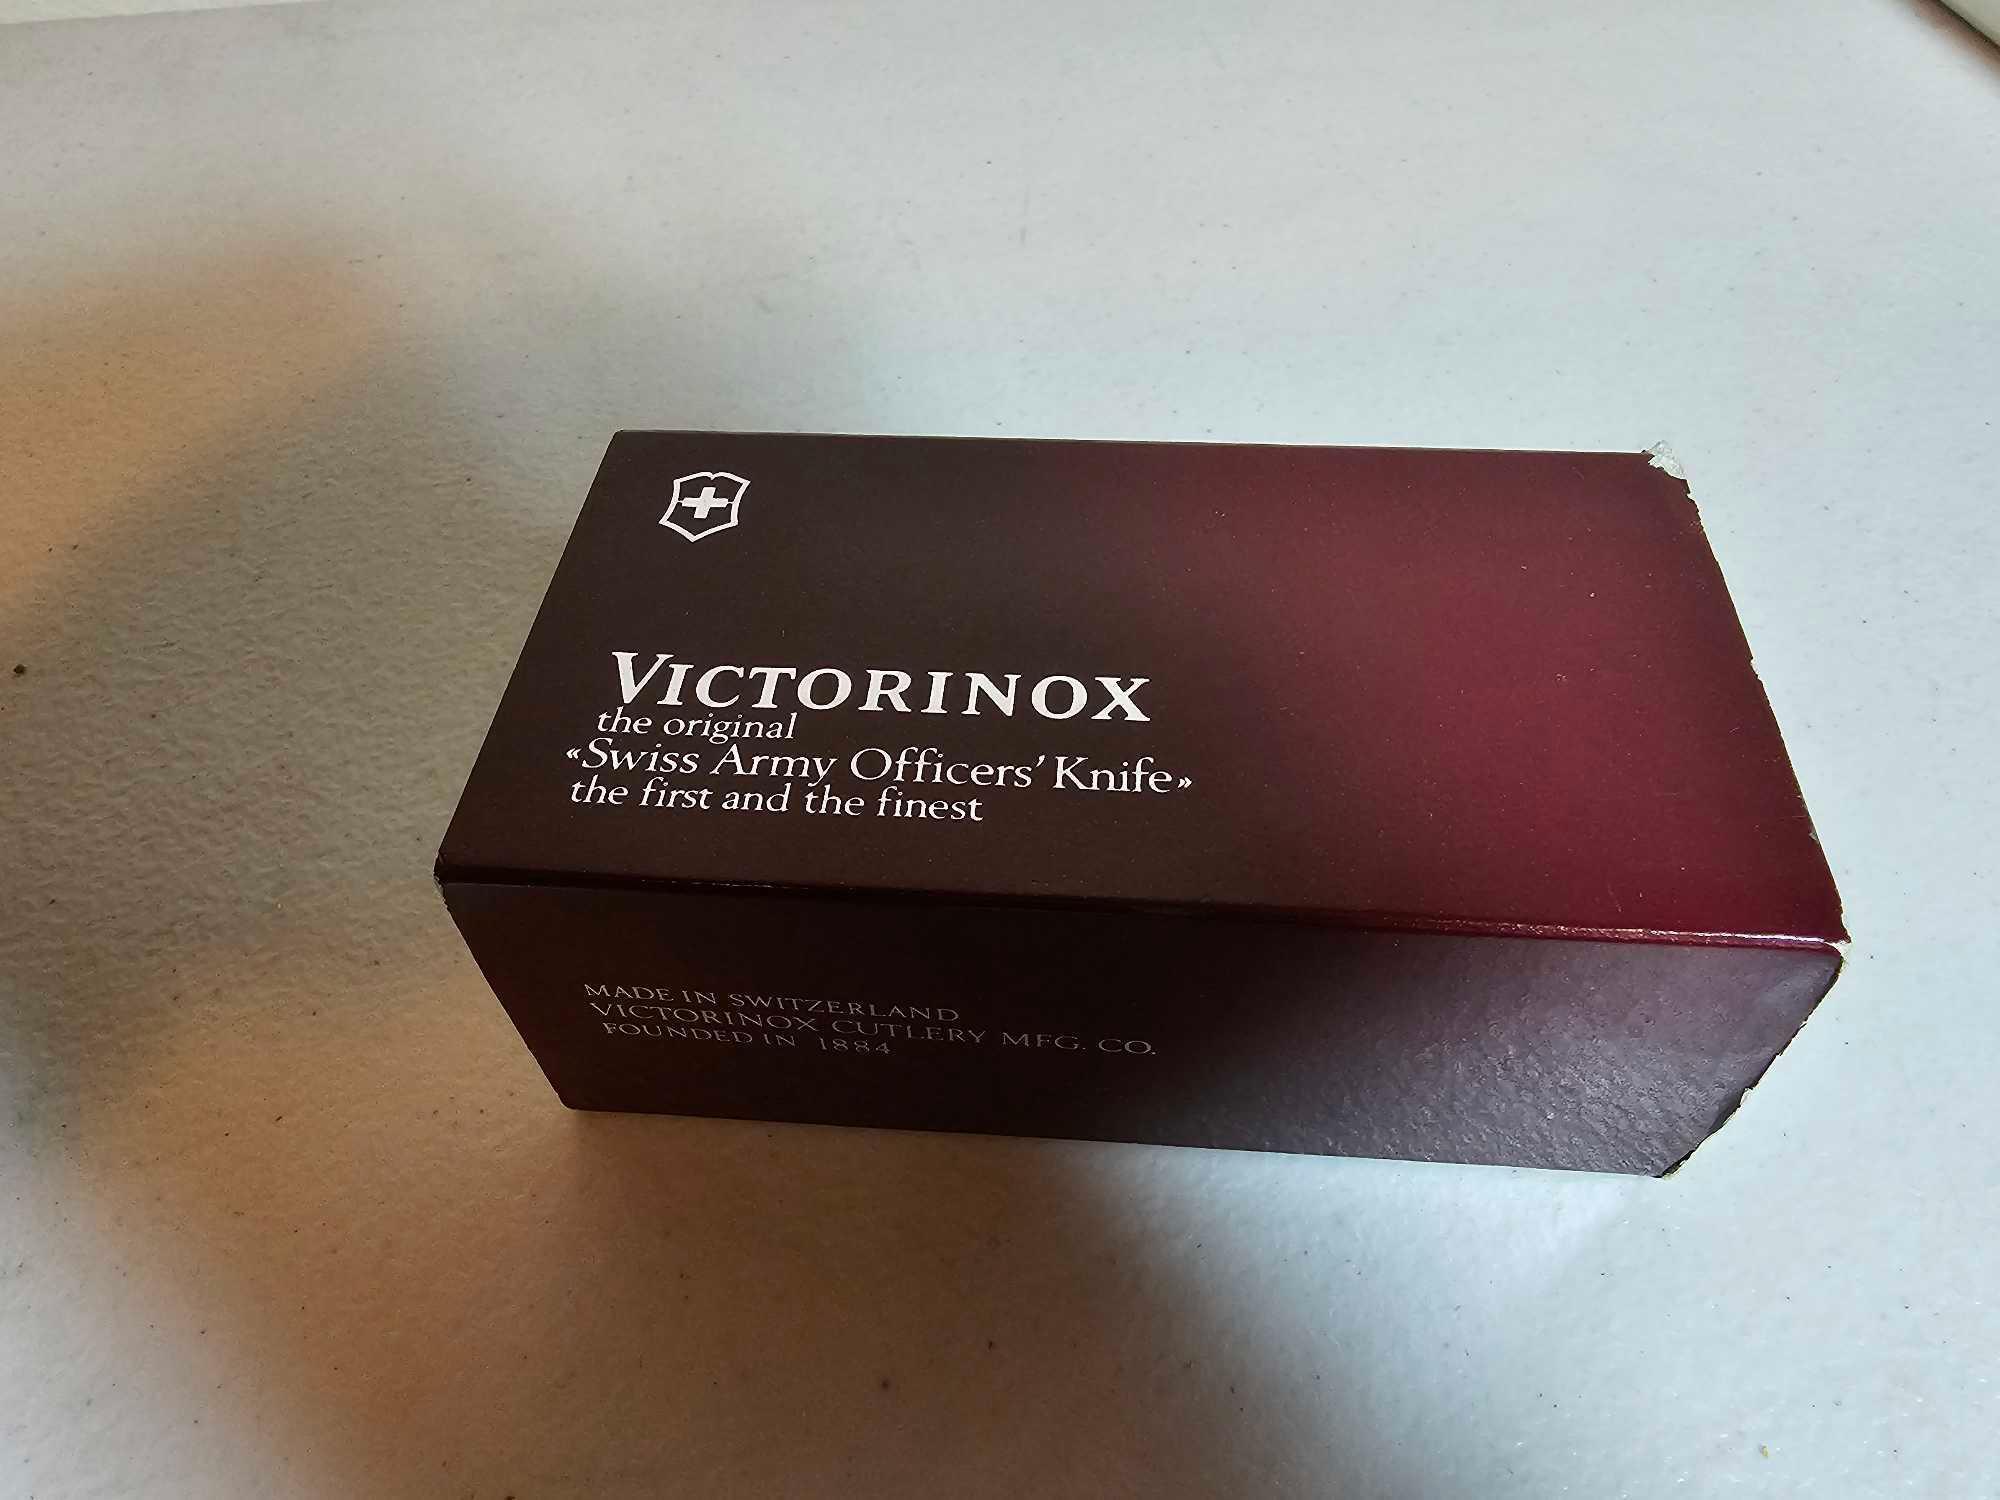 VICTORINOX
the original
«Swiss Army Officers' Knife»
the first and the finest
MADE IN SWITZERLAND
VICTORINOX CUTLERY MFG. CO.
FOUNDED IN 1884